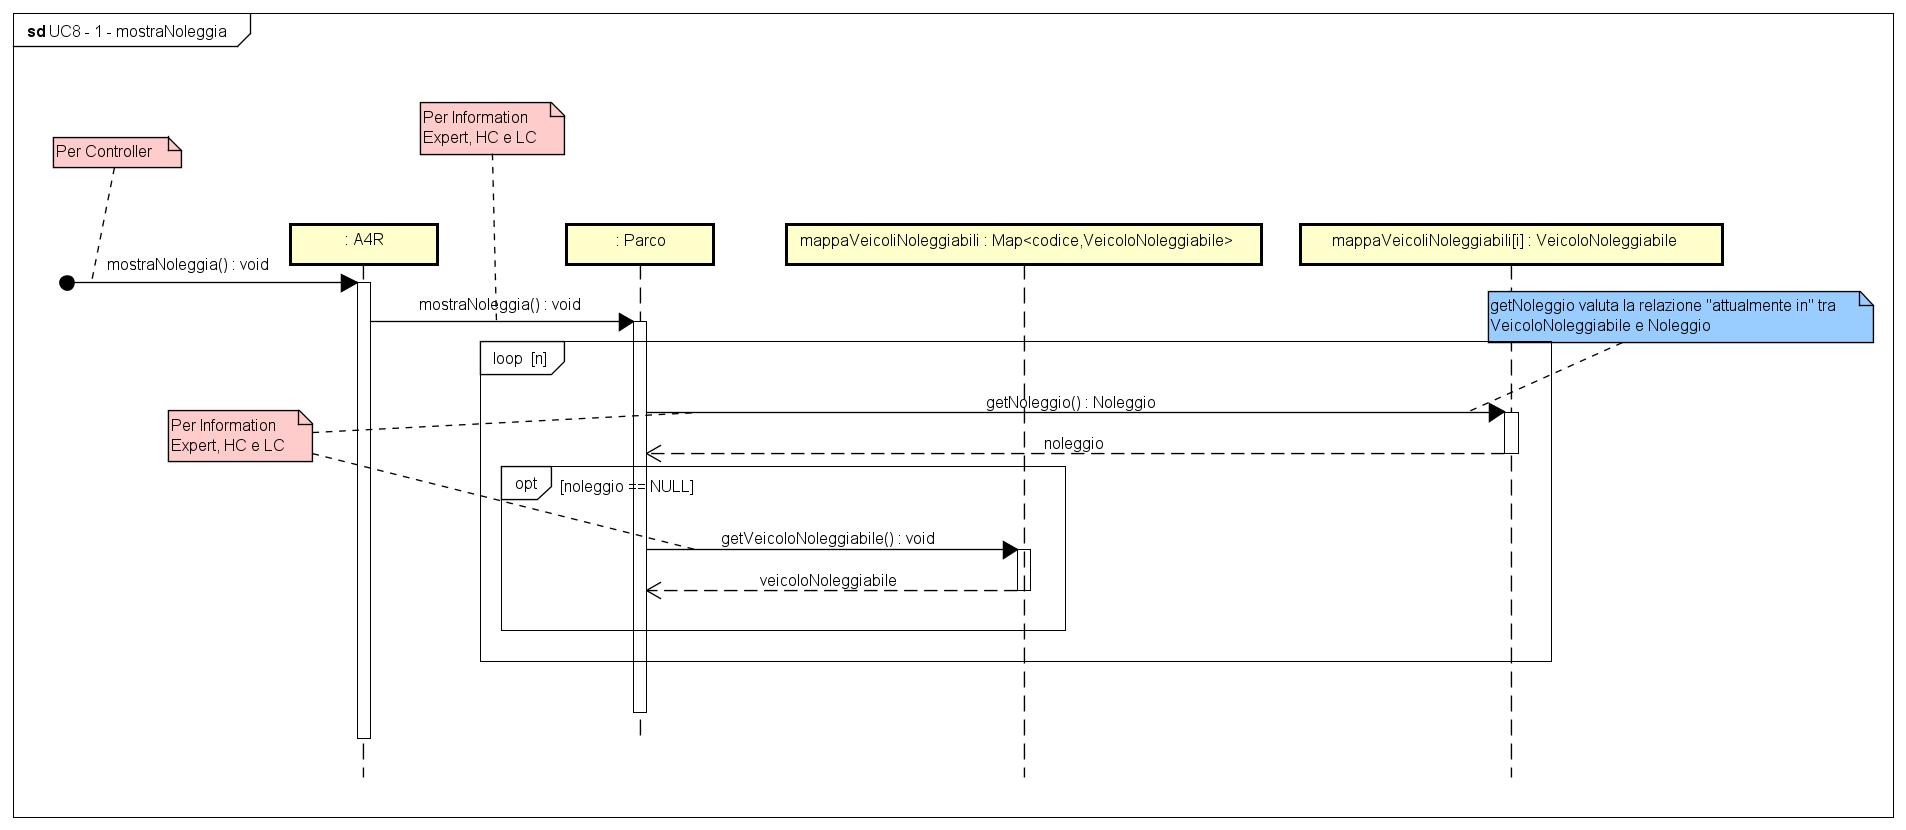 sd UC8 - 1 - mostraNoleggia
Per Information
Expert, HC e LC
Per Controller
: A4R
: Parco
mappaVeicoliNoleggiabili : Map<codice,VeicoloNoleggiabile>
mappaVeicoliNoleggiabili[i] : VeicoloNoleggiabile
mostraNoleggia() : void
mostraNoleggia() : void
getNoleggio valuta la relazione "attualmente in" tra
VeicoloNoleggiabile e Noleggio
loop [n]
getNoleggio() : Noleggio
Per Information
Expert, HC e LC
noleggio
opt
[noleggio == NULL]
getVeicoloNoleggiabile() : void
veicoloNoleggiabile